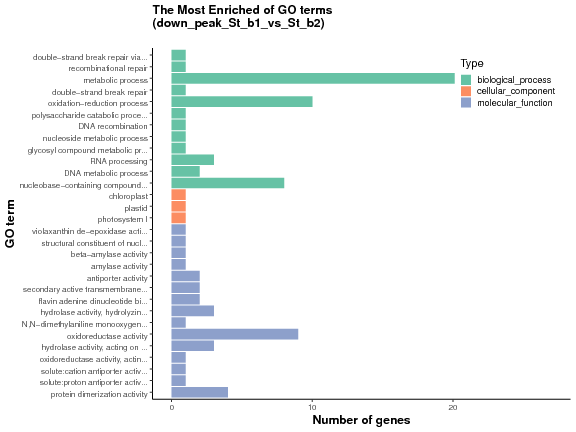 The Most Enriched of GO terms
(down_peak_St_b1_vs_St_b2)
double−strand break repair via...
recombinational repair
metabolic process
double−strand break repair
oxidation−reduction process
polysaccharide catabolic proce...
DNA recombination
nucleoside metabolic process
glycosyl compound metabolic pr...
RNA processing
DNA metabolic process
nucleobase−containing compound...
chloroplast
plastid
photosystem I
violaxanthin de−epoxidase acti...
structural constituent of nucl...
beta−amylase activity
amylase activity
antiporter activity
secondary active transmembrane...
flavin adenine dinucleotide bi...
hydrolase activity, hydrolyzin...
N,N−dimethylaniline monooxygen...
oxidoreductase activity
hydrolase activity, acting on ...
oxidoreductase activity, actin...
solute:cation antiporter activ...
solute:proton antiporter activ...
protein dimerization activity
GO term
0
10
20
Number of genes
Type
biological_process
cellular_component
molecular_function